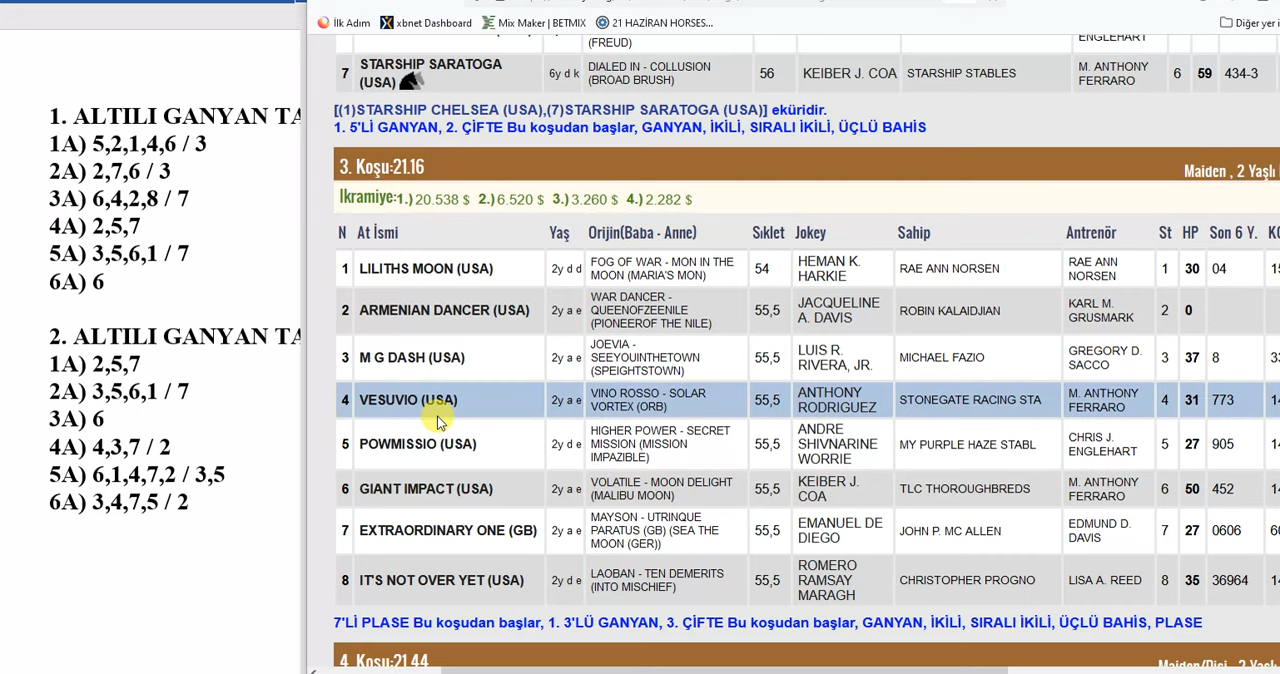 İlk Adım
xbnet Dashboard
Mix Maker | BETMIX
21 HAZİRAN HORSES...
Diğer yer i
1. ALTILI GANYAN TA
1A) 5,2,1,4,6 / 3
2A) 2,7,6 / 3
3A) 6,4,2,8 / 7
4A) 2,5,7
5A) 3,5,6,1 / 7
6A) 6
2. ALTILI GANYAN TA
1A) 2,5,7
2A) 3,5,6,1 / 7
3A) 6
4A) 4,3,7 / 2
5A) 6,1,4,7,2 / 3,5
6A) 3,4,7,5 / 2
(FREUD)
ENGLEHART
7 STARSHIP SARATOGA (USA) 6y d k DIALED IN - COLLUSION (BROAD BRUSH) 56 KEIBER J. COA STARSHIP STABLES M. ANTHONY FERRARO 6 59 434-3
[(1)STARSHIP CHELSEA (USA),(7)STARSHIP SARATOGA (USA)] eküridir.
1. 5'Lİ GANYAN, 2. ÇİFTE Bu koşudan başlar, GANYAN, İKİLİ, SIRALI İKİLİ, ÜÇLÜ BAHİS
3. Koşu:21.16 Maiden , 2 Yaşlı
Ikramiye:1.) 20.538 $ 2.) 6.520 $ 3.) 3.260 $ 4.) 2.282 $
N At İsmi Yaş Orijin(Baba - Anne) Sıklet Jokey Sahip Antrenör St HP Son 6 Y.
1 LILITHS MOON (USA) 2y d d FOG OF WAR - MON IN THE MOON (MARIA'S MON) 54 HEMAN K. HARKIE RAE ANN NORSEN RAE ANN NORSEN 1 30 04
2 ARMENIAN DANCER (USA) 2y a e WAR DANCER - QUEENOFZEENILE (PIONEEROF THE NILE) 55,5 JACQUELINE A. DAVIS ROBIN KALAIDJIAN KARL M. GRUSMARK 2 0
3 M G DASH (USA) 2y a e JOEVIA - SEEYOUINTHETOWN (SPEIGHTSTOWN) 55,5 LUIS R. RIVERA, JR. MICHAEL FAZIO GREGORY D. SACCO 3 37 8
4 VESUVIO (USA) 2y a e VINO ROSSO - SOLAR VORTEX (ORB) 55,5 ANTHONY RODRIGUEZ STONEGATE RACING STA M. ANTHONY FERRARO 4 31 773
5 POWMISSIO (USA) 2y d e HIGHER POWER - SECRET MISSION (MISSION IMPAZIBLE) 55,5 ANDRE SHIVNARINE WORRIE MY PURPLE HAZE STABL CHRIS J. ENGLEHART 5 27 905
6 GIANT IMPACT (USA) 2y a e VOLATILE - MOON DELIGHT (MALIBU MOON) 55,5 KEIBER J. COA TLC THOROUGHBREDS M. ANTHONY FERRARO 6 50 452
7 EXTRAORDINARY ONE (GB) 2y a e MAYSON - UTRINQUE PARATUS (GB) (SEA THE MOON (GER)) 55,5 EMANUEL DE DIEGO JOHN P. MC ALLEN EDMUND D. DAVIS 7 27 0606
8 IT'S NOT OVER YET (USA) 2y d e LAOBAN - TEN DEMERITS (INTO MISCHIEF) 55,5 ROMERO RAMSAY MARAGH CHRISTOPHER PROGNO LISA A. REED 8 35 36964
7'Lİ PLASE Bu koşudan başlar, 1. 3'LÜ GANYAN, 3. ÇİFTE Bu koşudan başlar, GANYAN, İKİLİ, SIRALI İKİLİ, ÜÇLÜ BAHİS, PLASE
4. Koşu:21.44 Maiden/Dişi , 2 Yaşlı